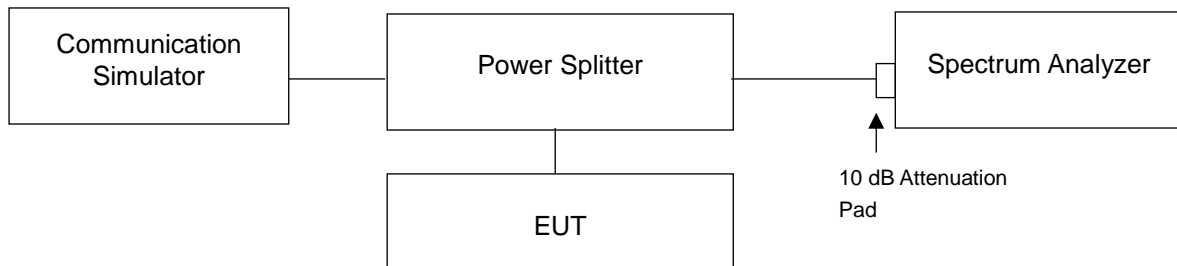 Communication
Simulator
Power Splitter
Spectrum Analyzer
10 dB Attenuation
Pad
EUT